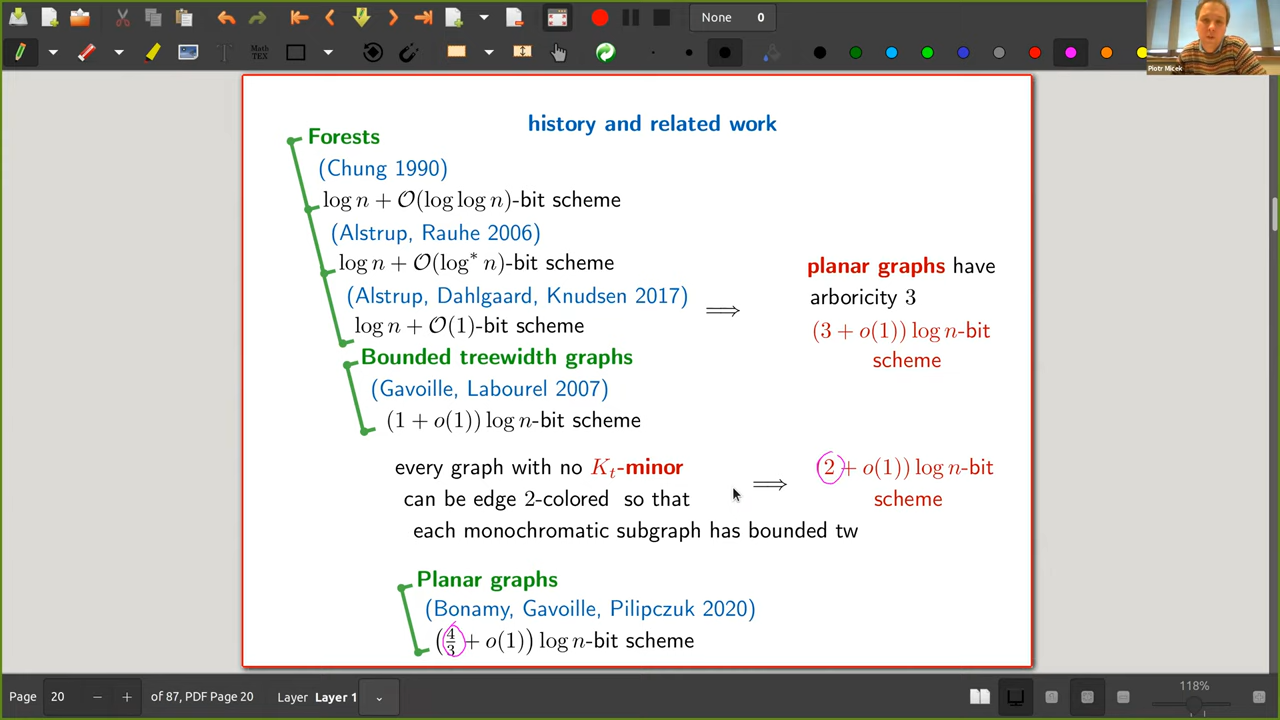 None 0
Math
TEX
Piotr Micek
history and related work
Forests
(Chung 1990)
log n + O(log log n)-bit scheme
(Alstrup, Rauhe 2006)
log n + O(log* n)-bit scheme
(Alstrup, Dahlgaard, Knudsen 2017)
log n + O(1)-bit scheme
⟹
planar graphs have
arboricity 3
(3 + o(1)) log n-bit
scheme
Bounded treewidth graphs
(Gavoille, Labourel 2007)
(1 + o(1)) log n-bit scheme
every graph with no K_t-minor
can be edge 2-colored so that
each monochromatic subgraph has bounded tw
⟹
(2 + o(1)) log n-bit
scheme
Planar graphs
(Bonamy, Gavoille, Pilipczuk 2020)
(4/3 + o(1)) log n-bit scheme
118%
Page 20 − + of 87, PDF Page 20 Layer Layer 1